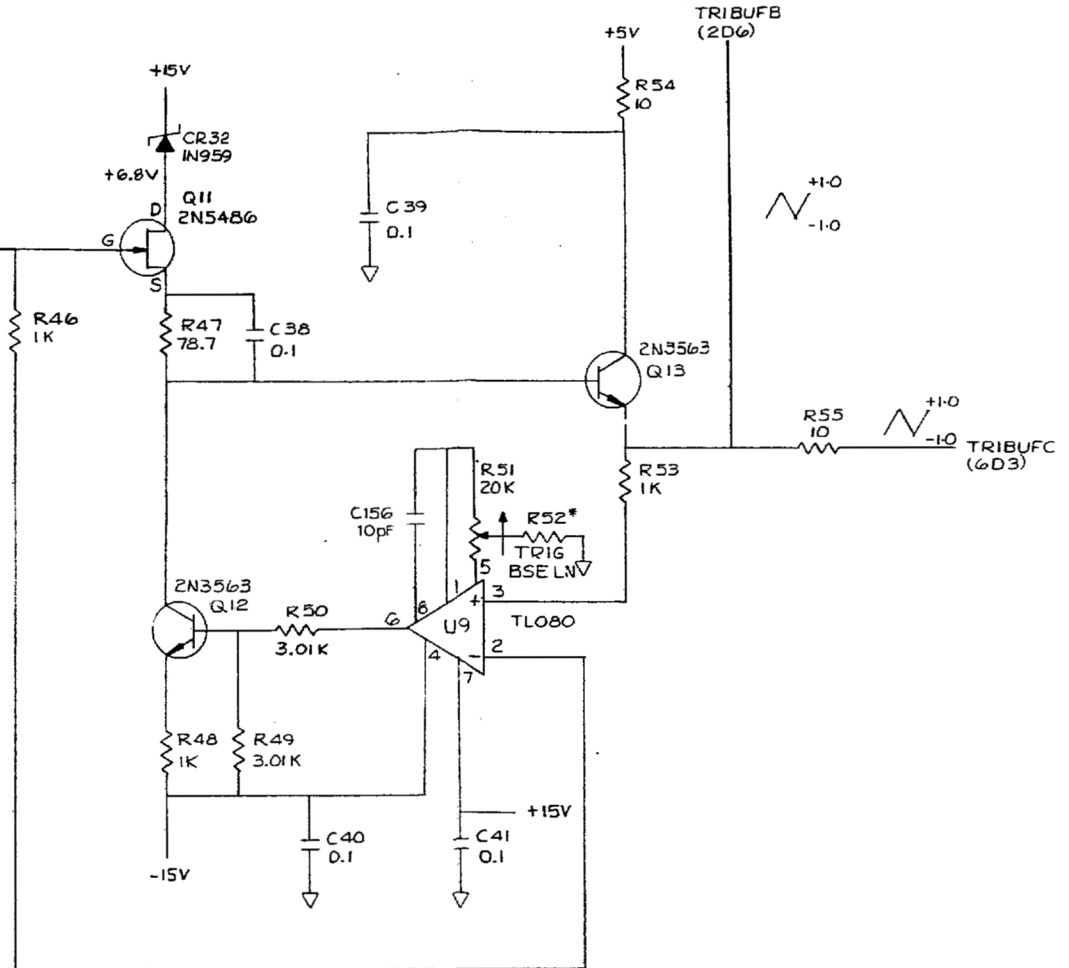 TRIBUFB
(2D6)
+5V
R54
10
+15V
CR32
1N959
+6.8V
Q11
2N5486
D
G
S
C39
0.1
+1.0
-1.0
R46
1K
R47
78.7
C38
0.1
2N3563
Q13
R55
10
+1.0
-1.0
TRIBUFC
(6D3)
R53
1K
R51
20K
C156
10pF
R52*
TRIG
BSELN
2N3563
Q12
R50
3.01K
6
8
1
5
3
+
U9
TL080
4
7
−
2
R48
1K
R49
3.01K
+15V
C40
0.1
C41
0.1
-15V